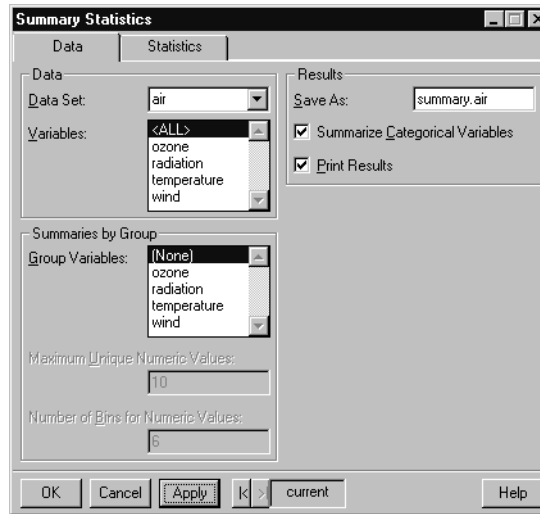 Summary Statistics
Data
Statistics
Data
Data Set:
air
Variables:
<ALL>
ozone
radiation
temperature
wind
Results
Save As:
summary.air
Summarize Categorical Variables
Print Results
Summaries by Group
Group Variables:
(None)
ozone
radiation
temperature
wind
Maximum Unique Numeric Values:
10
Number of Bins for Numeric Values:
6
OK
Cancel
Apply
current
Help